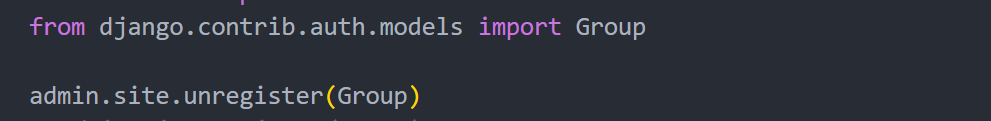 from django.contrib.auth.models import Group
admin.site.unregister(Group)